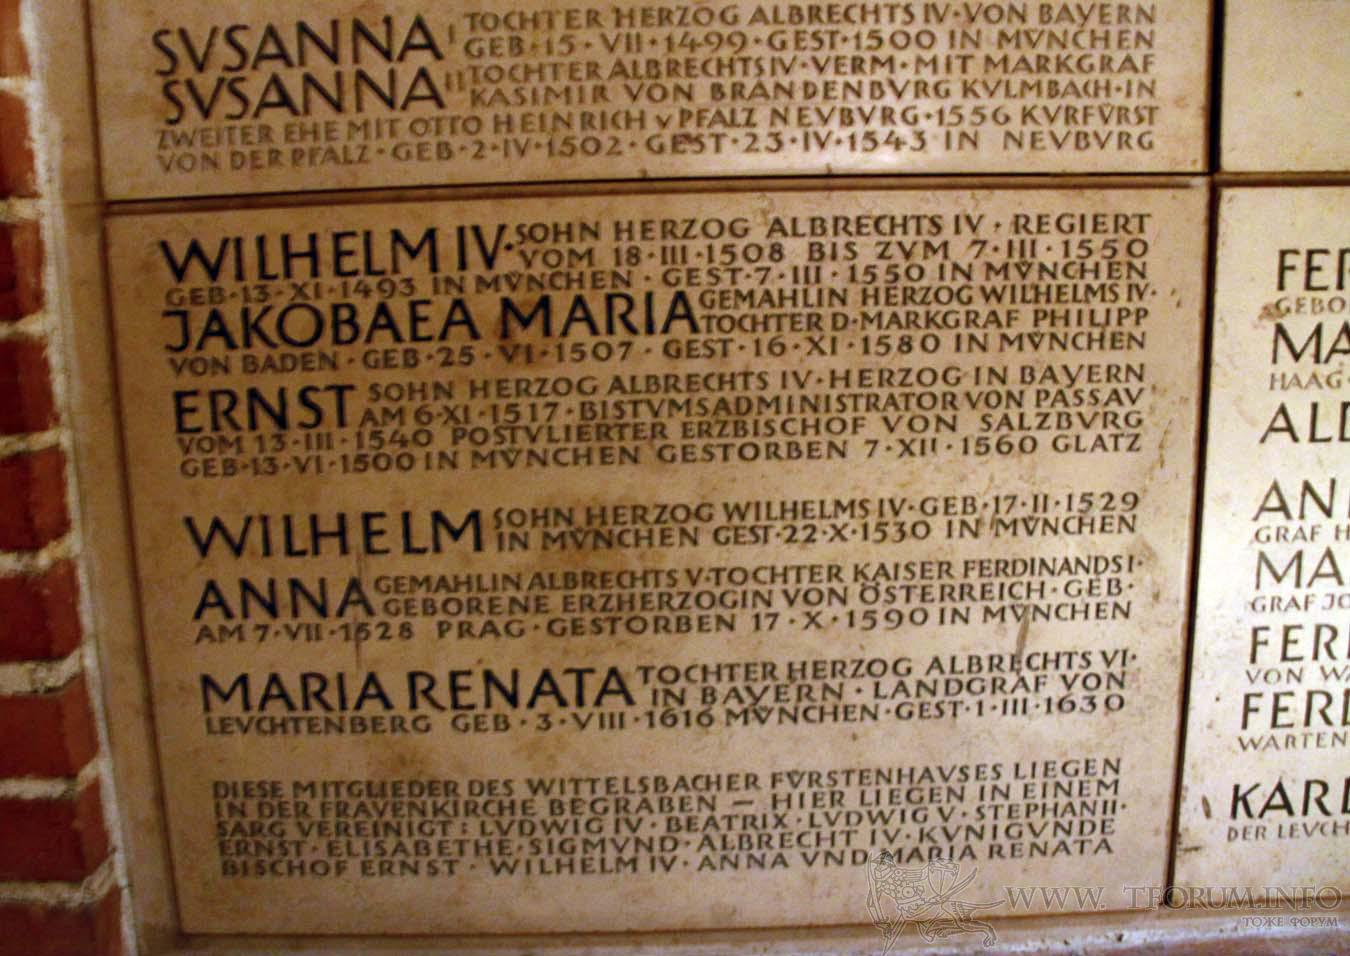 SVSANNA I TOCHTER HERZOG ALBRECHTS IV · VON BAYERN
GEB · 15 · VII · 1499 · GEST · 1500 IN MVNCHEN
SVSANNA II TOCHTER ALBRECHTS IV · VERM · MIT MARKGRAF
KASIMIR VON BRANDENBVRG KVLMBACH · IN
ZWEITER EHE MIT OTTO HEINRICH V PFALZ NEVBVRG · 1556 KVRFÜRST
VON DER PFALZ · GEB · 2 · IV · 1502 · GEST · 23 · IV · 1543 IN NEVBVRG
WILHELM IV · SOHN HERZOG ALBRECHTS IV · REGIERT
VOM 18 · III · 1508 BIS ZVM 7 · III · 1550
GEB · 13 · XI · 1493 IN MVNCHEN · GEST · 7 · III · 1550 IN MVNCHEN
JAKOBAEA MARIA GEMAHLIN HERZOG WILHELMS IV ·
TOCHTER D · MARKGRAF PHILIPP
VON BADEN · GEB · 25 · VI · 1507 · GEST · 16 · XI · 1580 IN MVNCHEN
ERNST SOHN HERZOG ALBRECHTS IV · HERZOG IN BAYERN
AM 6 · XI · 1517 · BISTVMSADMINISTRATOR VON PASSAV
VOM 13 · III · 1540 POSTVLIERTER ERZBISCHOF VON SALZBVRG
GEB · 13 · VI · 1500 IN MVNCHEN GESTORBEN 7 · XII · 1560 GLATZ
WILHELM SOHN HERZOG WILHELMS IV · GEB · 17 · II · 1529
IN MVNCHEN GEST · 22 · X · 1530 IN MVNCHEN
ANNA GEMAHLIN ALBRECHTS V · TOCHTER KAISER FERDINANDS I ·
GEBORENE ERZHERZOGIN VON ÖSTERREICH · GEB ·
AM 7 · VII · 1528 PRAG · GESTORBEN 17 · X · 1590 IN MVNCHEN
MARIA RENATA TOCHTER HERZOG ALBRECHTS VI ·
IN BAYERN · LANDGRAF VON
LEVCHTENBERG GEB · 3 · VIII · 1616 MVNCHEN · GEST · 1 · III · 1630
DIESE MITGLIEDER DES WITTELSBACHER FÜRSTENHAVSES LIEGEN
IN DER FRAVENKIRCHE BEGRABEN — HIER LIEGEN IN EINEM
SARG VEREINIGT : LVDWIG IV · BEATRIX · LVDWIG V · STEPHAN II ·
ERNST · ELISABETHE · SIGMVND · ALBRECHT IV · KVNIGVNDE
BISCHOF ERNST · WILHELM IV · ANNA VND MARIA RENATA
GEBO
MA
HAAG ·
ALB
GRAF H
MA
GRAF JO
VON WA
WARTEN
KAR
DER LEVCH
WWW. TFORUM.INFO
ТОЖЕ ФОРУМ